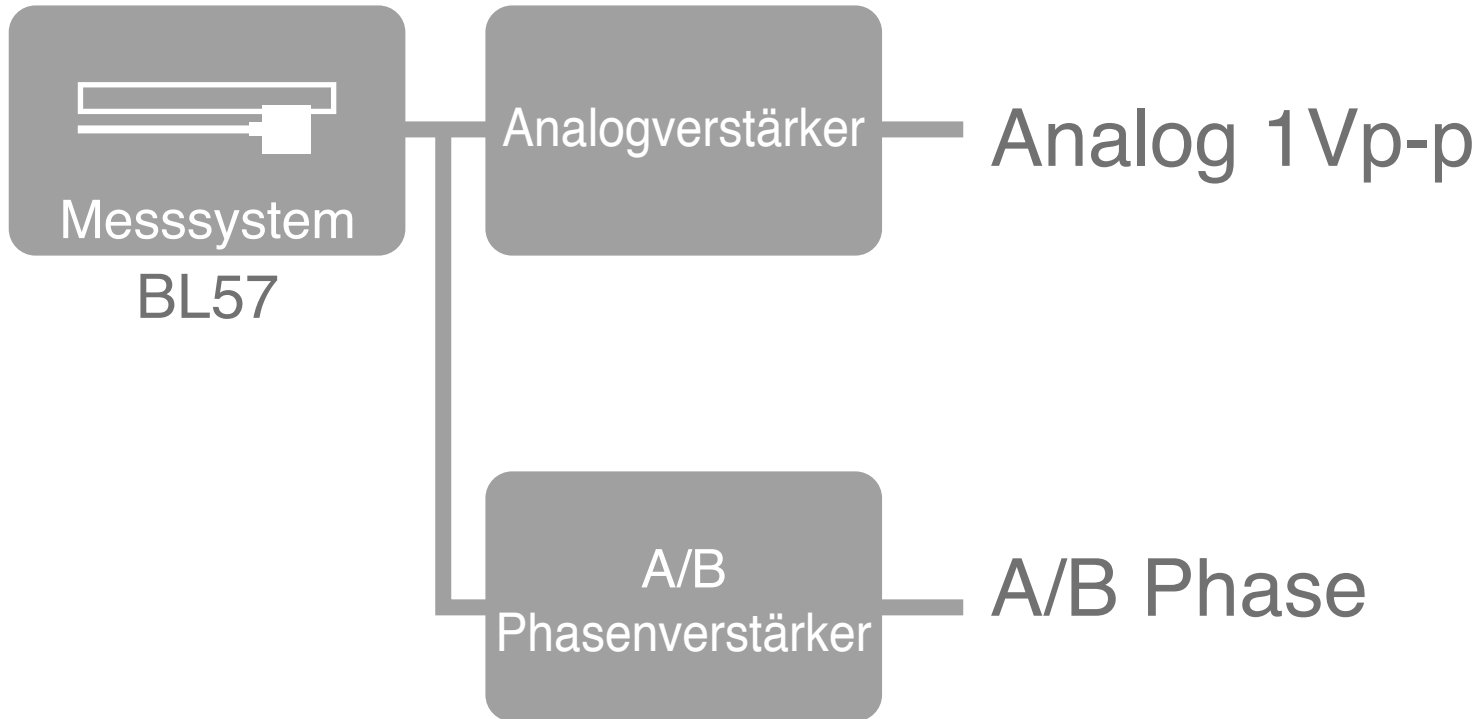 Messsystem
BL57
Analogverstärker
Analog 1Vp-p
A/B
Phasenverstärker
A/B Phase